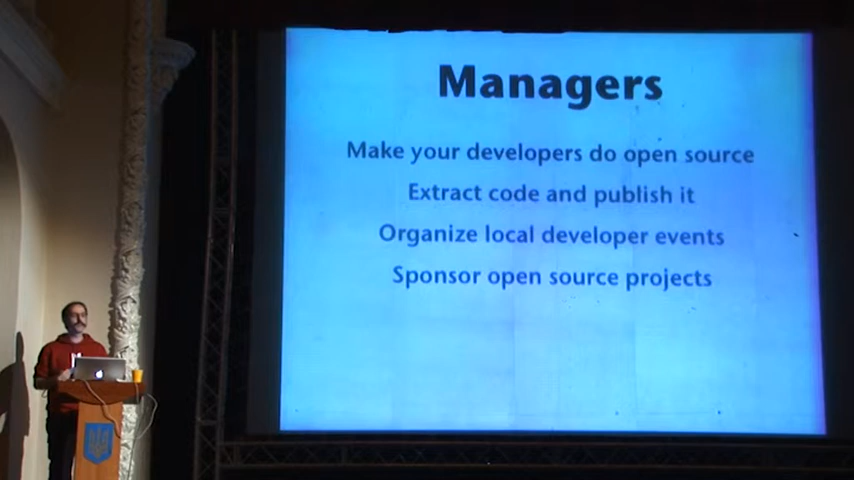 Managers
Make your developers do open source
Extract code and publish it
Organize local developer events
Sponsor open source projects